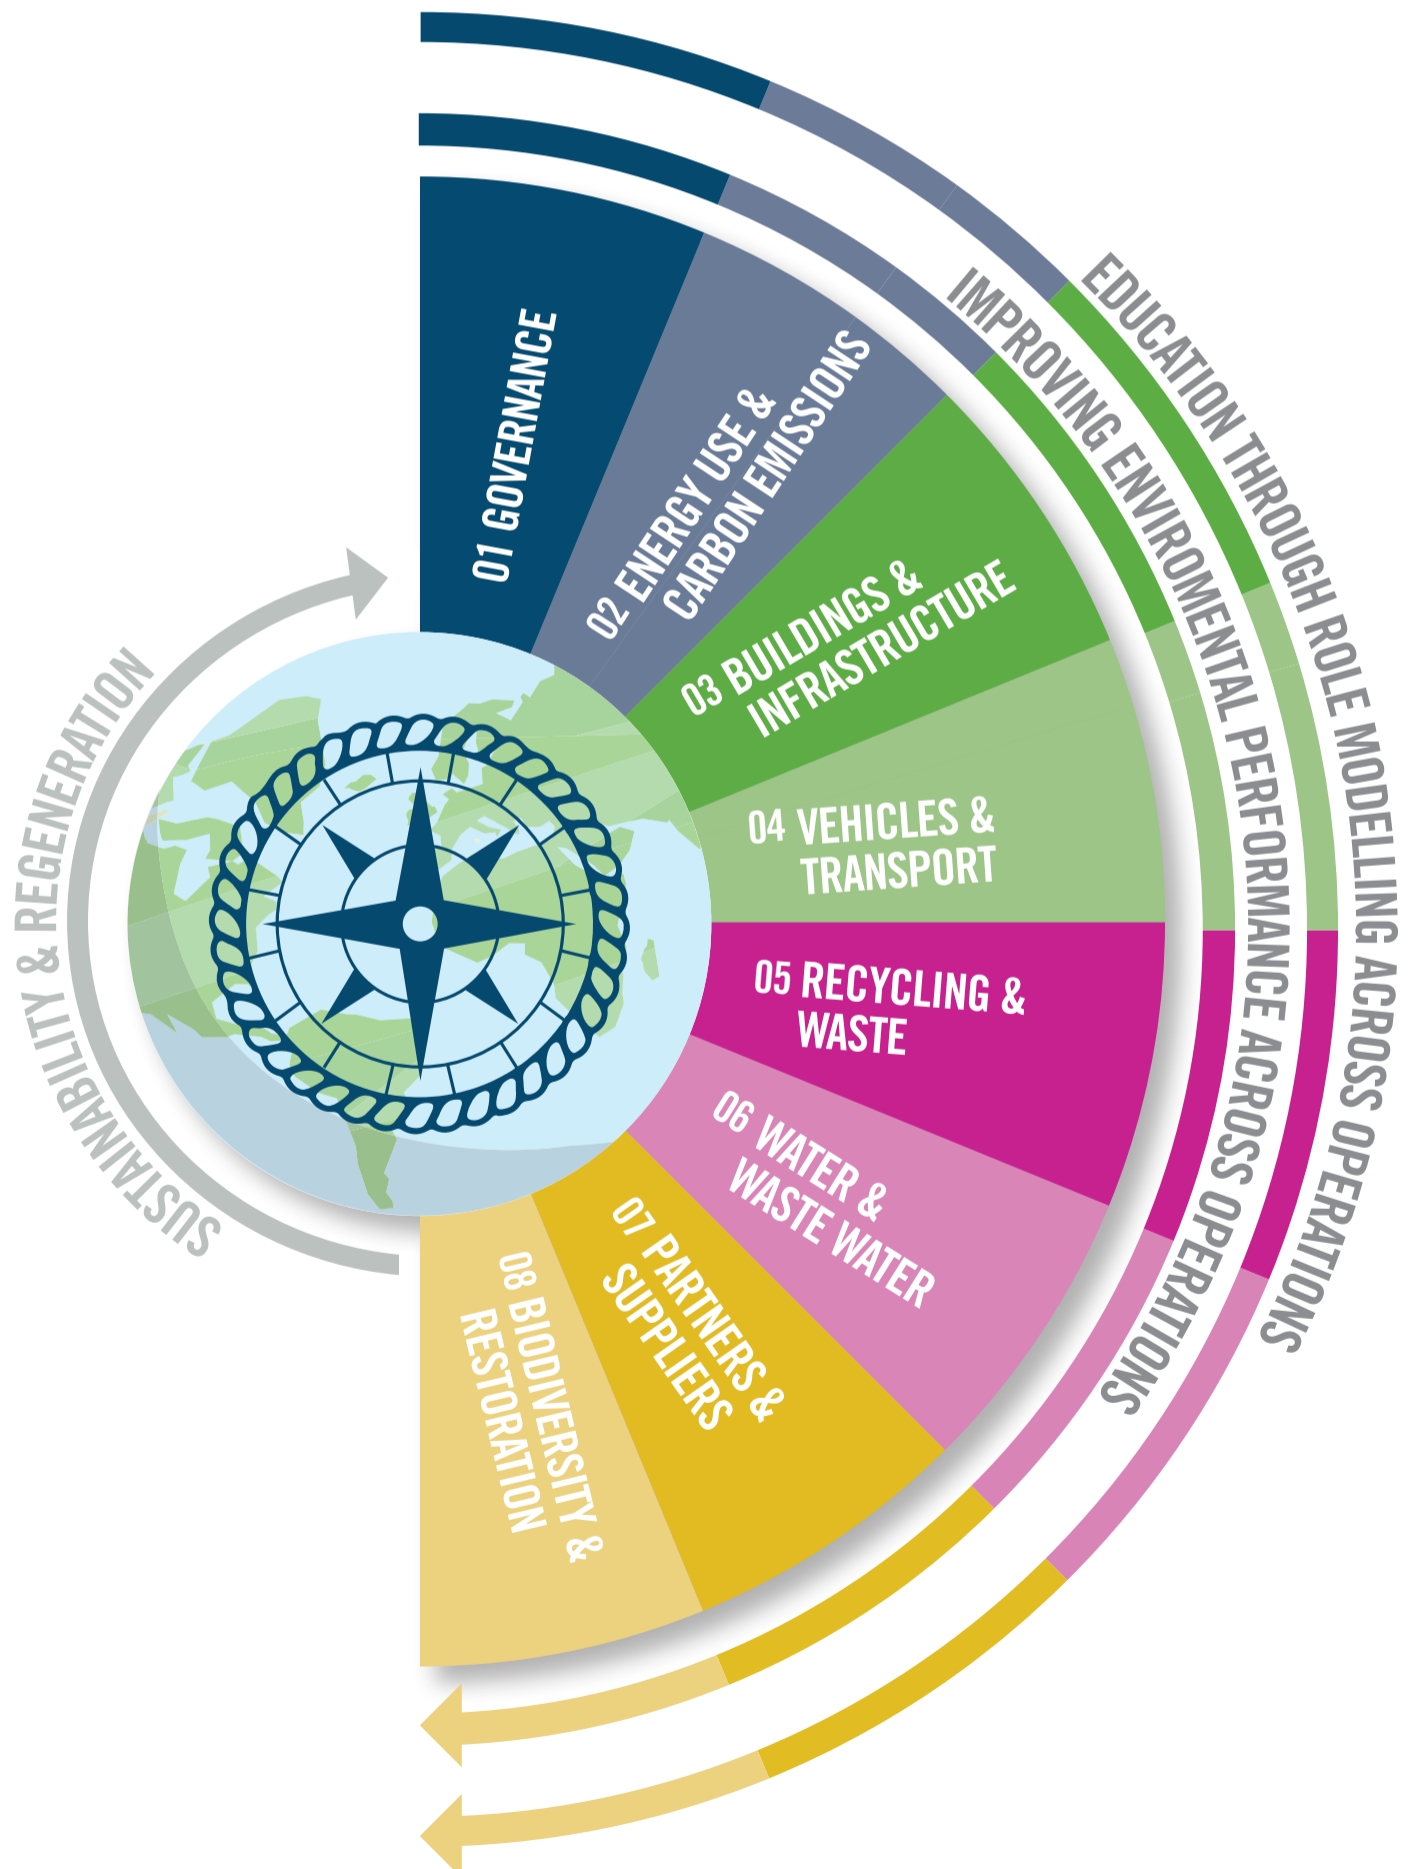 01 GOVERNANCE
02 ENERGY USE &
CARBON EMISSIONS
03 BUILDINGS &
INFRASTRUCTURE
04 VEHICLES &
TRANSPORT
05 RECYCLING &
WASTE
06 WATER &
WASTE WATER
07 PARTNERS &
SUPPLIERS
08 BIODIVERSITY &
RESTORATION
IMPROVING ENVIROMENTAL PERFORMANCE ACROSS OPERATIONS
EDUCATION THROUGH ROLE MODELLING ACROSS OPERATIONS
SUSTAINABILITY & REGENERATION